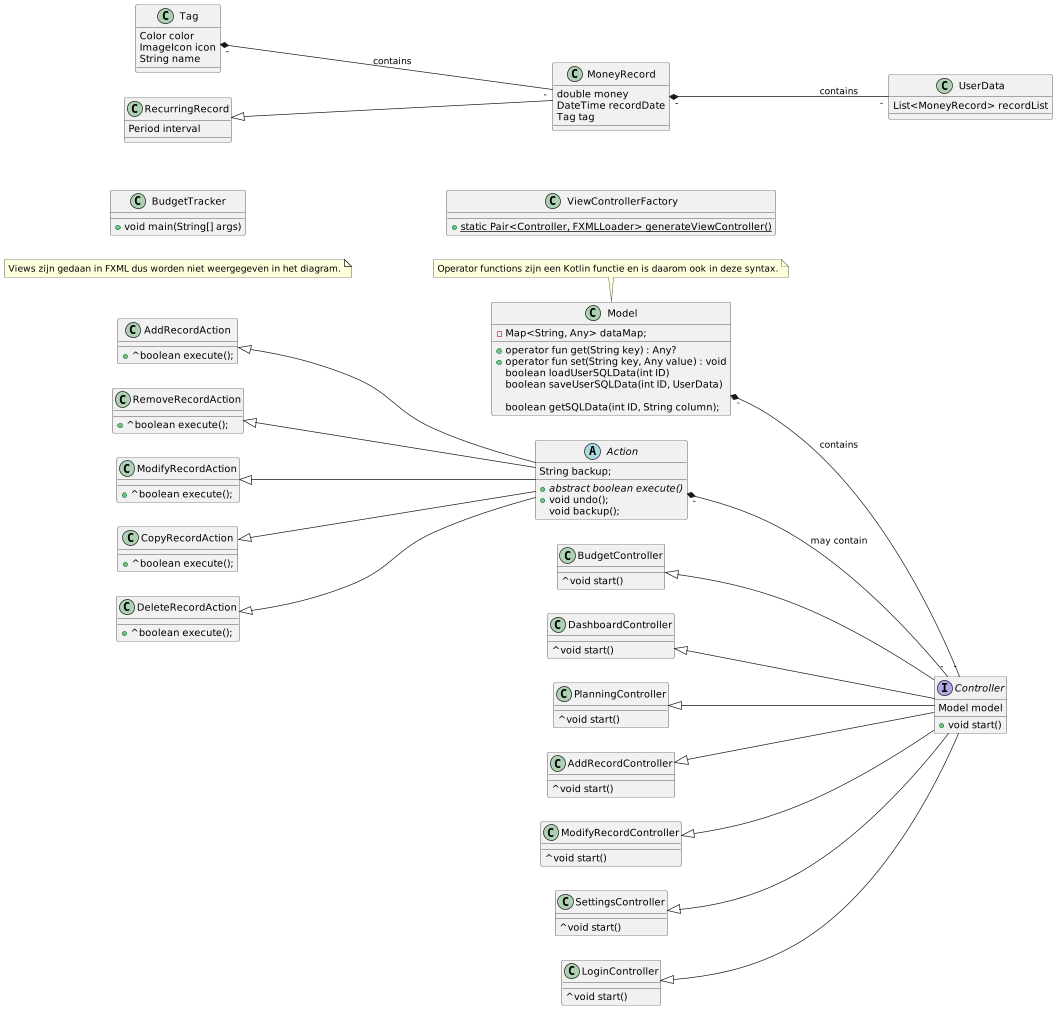 C Tag
Color color
ImageIcon icon
String name
-
contains
-
C MoneyRecord
double money
DateTime recordDate
Tag tag
-
contains
-
C UserData
List<MoneyRecord> recordList
C RecurringRecord
Period interval
C BudgetTracker
void main(String[] args)
C ViewControllerFactory
static Pair<Controller, FXMLLoader> generateViewController()
Views zijn gedaan in FXML dus worden niet weergegeven in het diagram.
Operator functions zijn een Kotlin functie en is daarom ook in deze syntax.
C Model
Map<String, Any> dataMap;
operator fun get(String key) : Any?
operator fun set(String key, Any value) : void
boolean loadUserSQLData(int ID)
boolean saveUserSQLData(int ID, UserData)
boolean getSQLData(int ID, String column);
-
contains
C AddRecordAction
^boolean execute();
C RemoveRecordAction
^boolean execute();
C ModifyRecordAction
^boolean execute();
C CopyRecordAction
^boolean execute();
C DeleteRecordAction
^boolean execute();
A Action
String backup;
abstract boolean execute()
void undo();
void backup();
-
may contain
C BudgetController
^void start()
C DashboardController
^void start()
C PlanningController
^void start()
C AddRecordController
^void start()
C ModifyRecordController
^void start()
C SettingsController
^void start()
C LoginController
^void start()
- -
I Controller
Model model
void start()